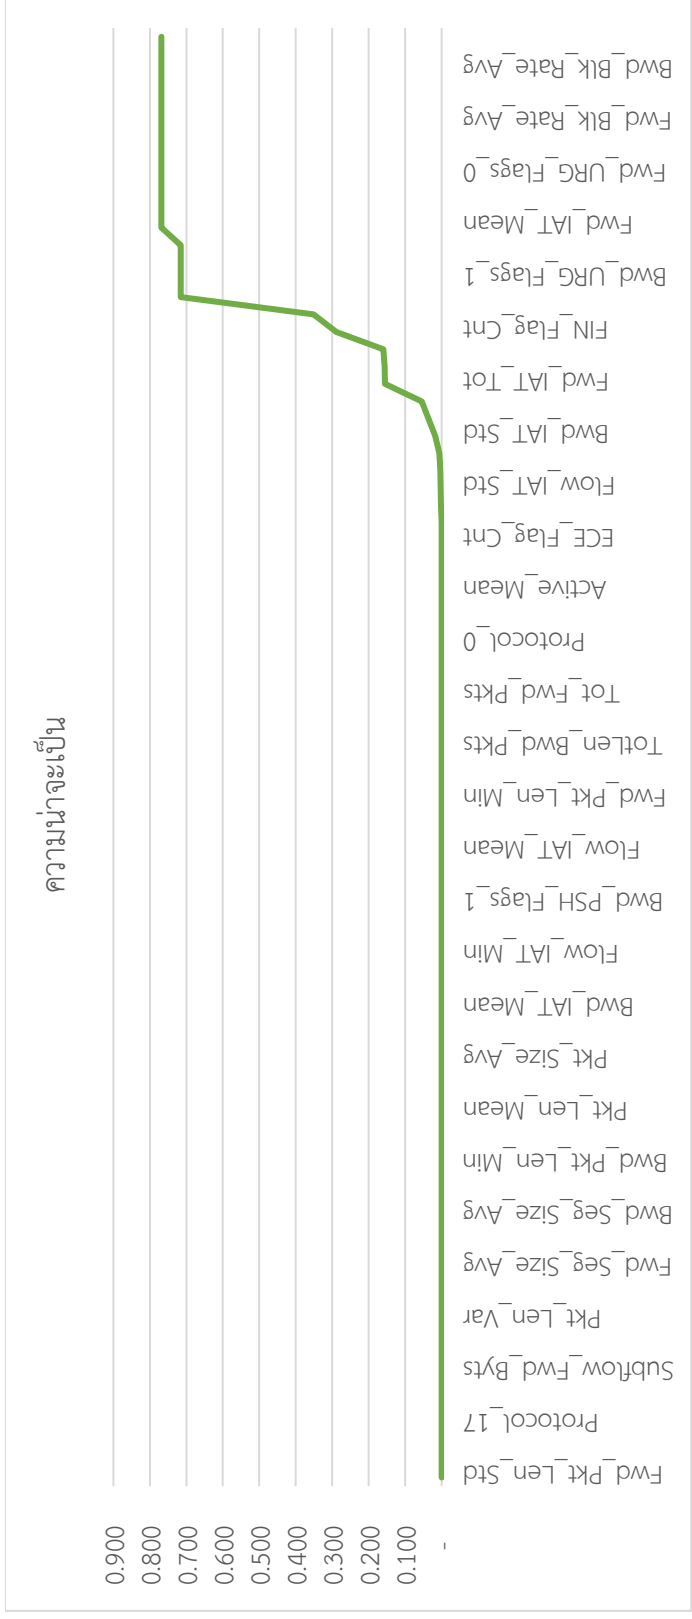 ความน่าจะเป็น
0.900
0.800
0.700
0.600
0.500
0.400
0.300
0.200
0.100
-
Fwd_Pkt_Len_Std
Protocol_17
Subflow_Fwd_Byts
Pkt_Len_Var
Fwd_Seg_Size_Avg
Bwd_Seg_Size_Avg
Bwd_Pkt_Len_Min
Pkt_Len_Mean
Pkt_Size_Avg
Bwd_IAT_Mean
Flow_IAT_Min
Bwd_PSH_Flags_1
Flow_IAT_Mean
Fwd_Pkt_Len_Min
TotLen_Bwd_Pkts
Tot_Fwd_Pkts
Protocol_0
Active_Mean
ECE_Flag_Cnt
Flow_IAT_Std
Bwd_IAT_Std
Fwd_IAT_Tot
FIN_Flag_Cnt
Bwd_URG_Flags_1
Fwd_IAT_Mean
Fwd_URG_Flags_0
Fwd_Blk_Rate_Avg
Bwd_Blk_Rate_Avg